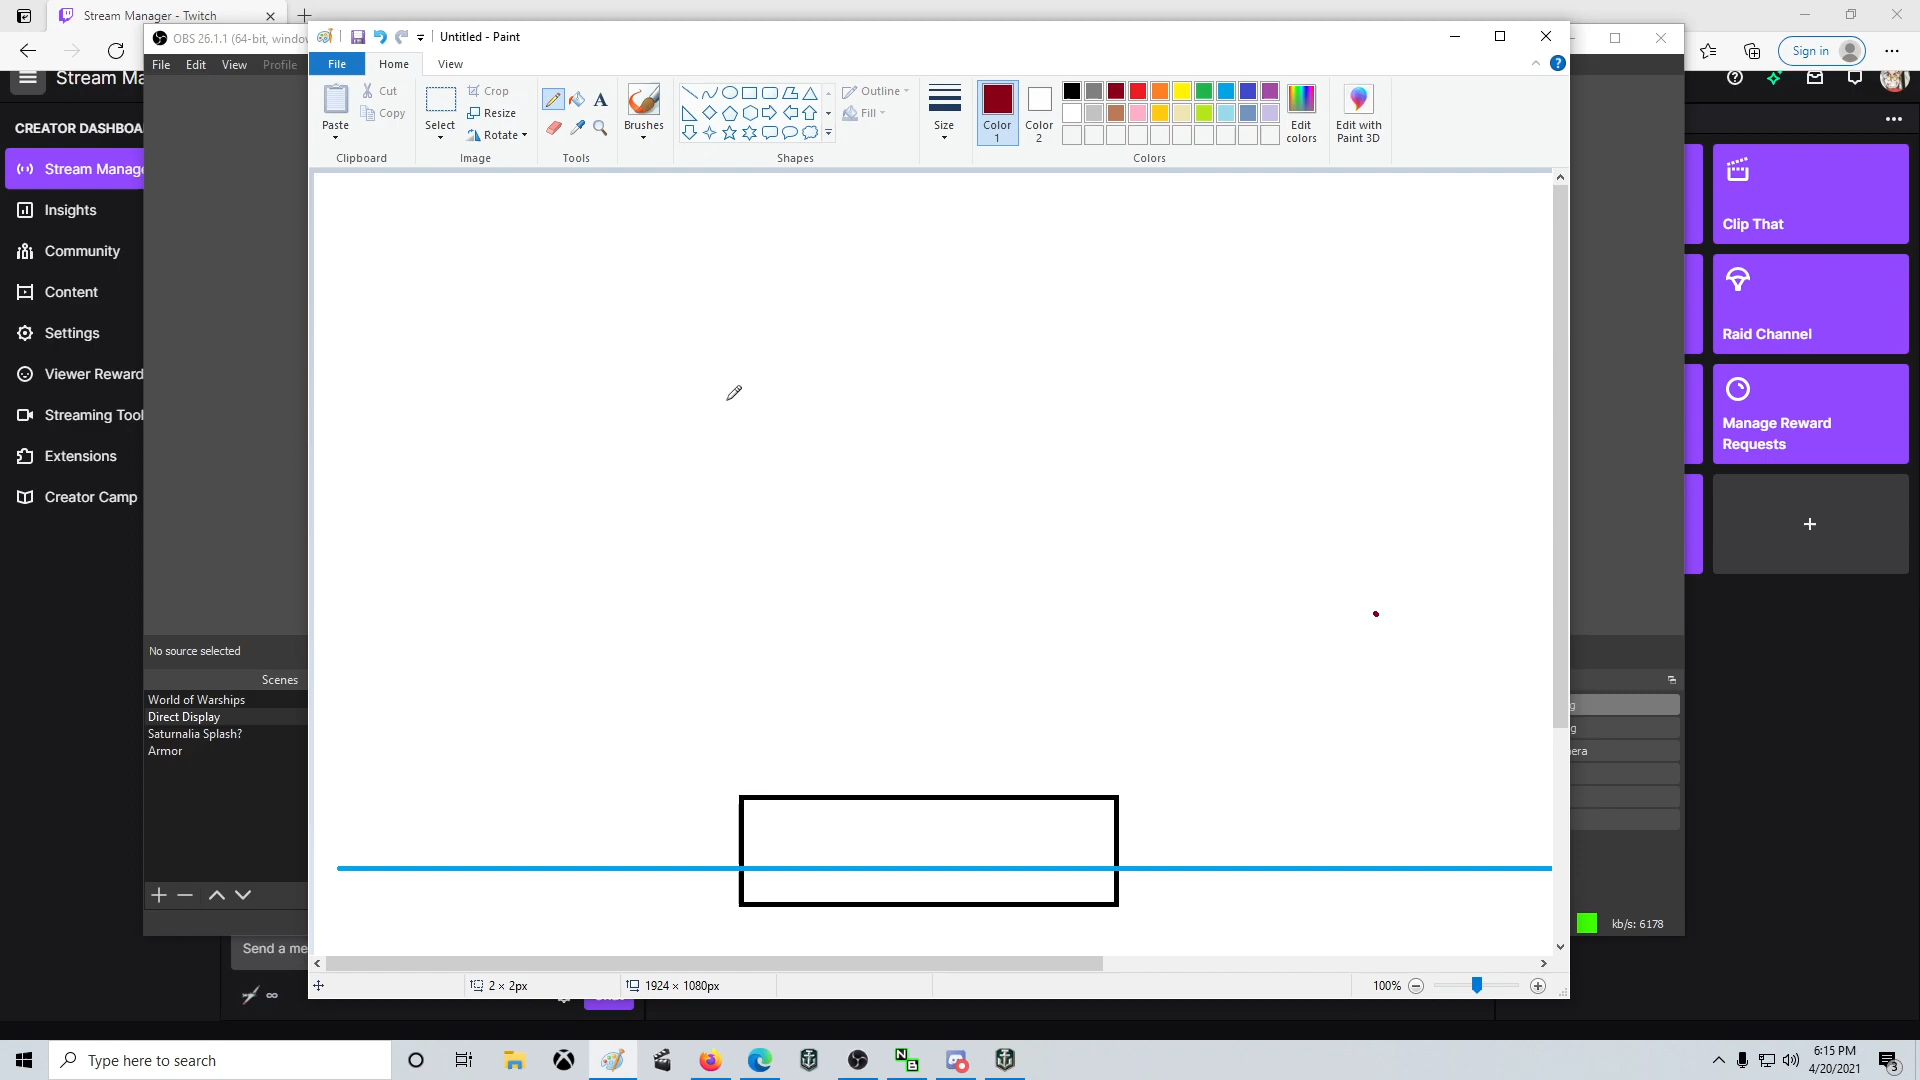 Stream Manager - Twitch
OBS 26.1.1 (64-bit, windo
Untitled - Paint
Sign in
File Edit View Profile
File Home View
Stream Ma
CREATOR DASHBOA
Stream Manage
Insights
Community
Content
Settings
Viewer Reward
Streaming Tool
Extensions
Creator Camp
Paste
Cut
Copy
Clipboard
Select
Crop
Resize
Rotate
Image
A
Tools
Brushes
Shapes
Outline
Fill
Size
Color
1
Color
2
Colors
Edit
colors
Edit with
Paint 3D
Clip That
Raid Channel
Manage Reward
Requests
No source selected
Scenes
World of Warships
Direct Display
Saturnalia Splash?
Armor
g
g
era
kb/s: 6178
Send a me
2 × 2px
1924 × 1080px
100%
Type here to search
N
B
6:15 PM
4/20/2021
3